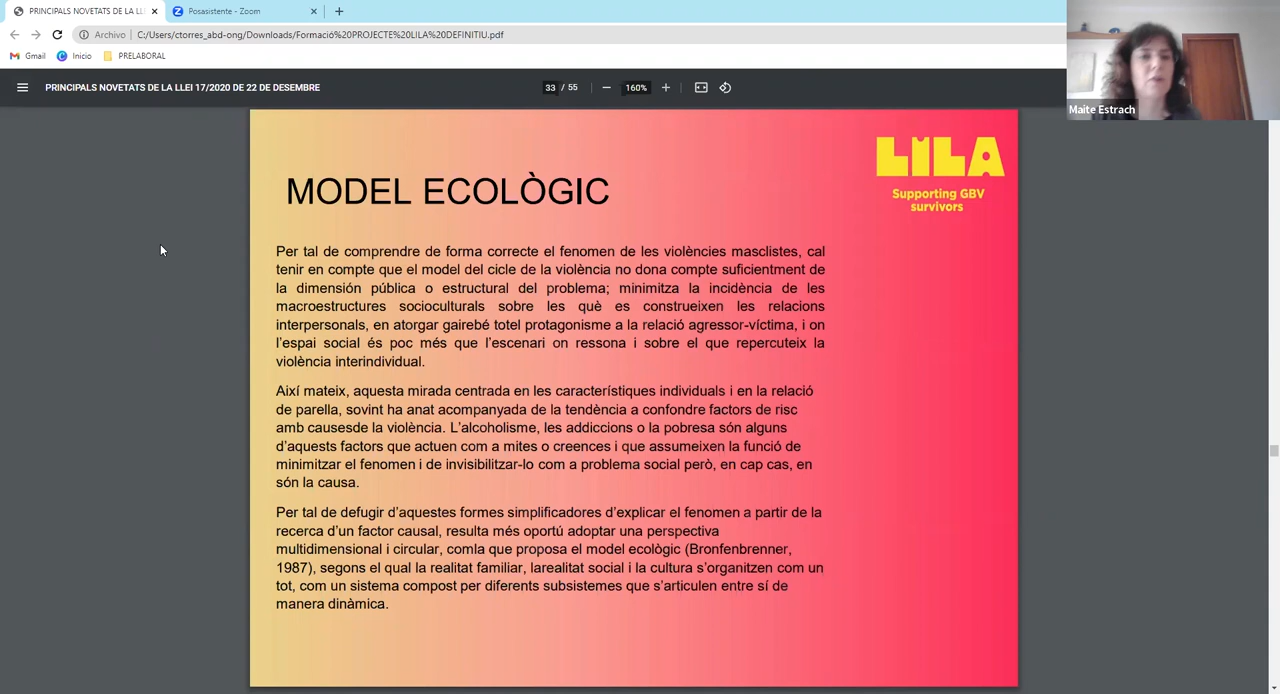 PRINCIPALS NOVETATS DE LA LL
Posasistente - Zoom
Archivo
C:/Users/ctorres_abd-ong/Downloads/Formació%20PROJECTE%20LILA%20DEFINITIU.pdf
Gmail
Inicio
PRELABORAL
PRINCIPALS NOVETATS DE LA LLEI 17/2020 DE 22 DE DESEMBRE
33 / 55
160%
Maite Estrach
LILA
Supporting GBV
survivors
MODEL ECOLÒGIC
Per tal de comprendre de forma correcte el fenomen de les violències masclistes, cal
tenir en compte que el model del cicle de la violència no dona compte suficientment de
la dimensión pública o estructural del problema; minimitza la incidència de les
macroestructures socioculturals sobre les què es construeixen les relacions
interpersonals, en atorgar gairebé totel protagonisme a la relació agressor-víctima, i on
l'espai social és poc més que l'escenari on ressona i sobre el que repercuteix la
violència interindividual.
Així mateix, aquesta mirada centrada en les característiques individuals i en la relació
de parella, sovint ha anat acompanyada de la tendència a confondre factors de risc
amb causesde la violència. L'alcoholisme, les addiccions o la pobresa són alguns
d'aquests factors que actuen com a mites o creences i que assumeixen la funció de
minimitzar el fenomen i de invisibilitzar-lo com a problema social però, en cap cas, en
són la causa.
Per tal de defugir d'aquestes formes simplificadores d'explicar el fenomen a partir de la
recerca d'un factor causal, resulta més oportú adoptar una perspectiva
multidimensional i circular, comla que proposa el model ecològic (Bronfenbrenner,
1987), segons el qual la realitat familiar, larealitat social i la cultura s'organitzen com un
tot, com un sistema compost per diferents subsistemes que s'articulen entre sí de
manera dinàmica.